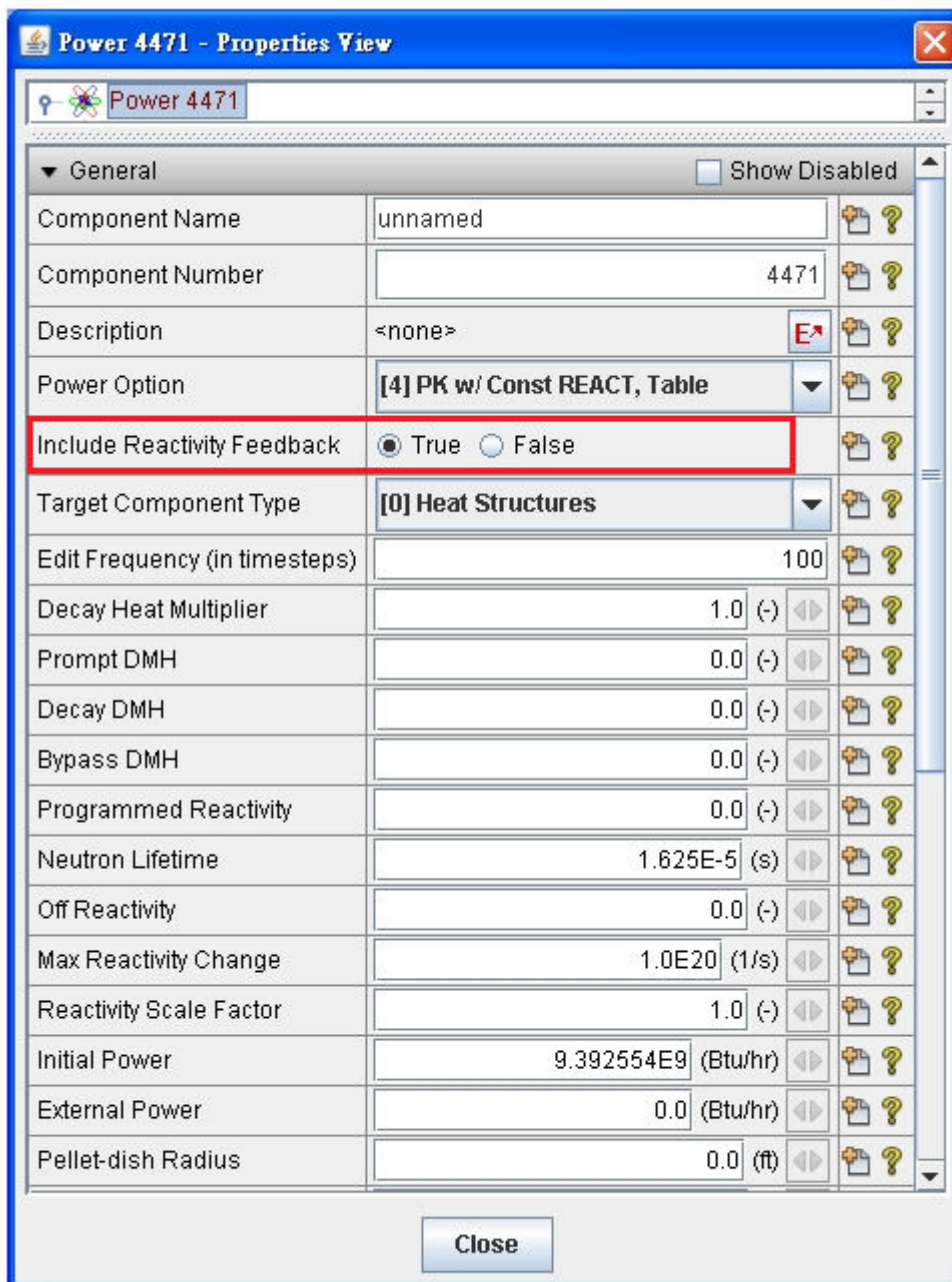 Power 4471 - Properties View
Power 4471
General Show Disabled
Component Name unnamed
Component Number 4471
Description <none> E
Power Option [4] PK w/ Const REACT, Table
Include Reactivity Feedback True False
Target Component Type [0] Heat Structures
Edit Frequency (in timesteps) 100
Decay Heat Multiplier 1.0 (-)
Prompt DMH 0.0 (-)
Decay DMH 0.0 (-)
Bypass DMH 0.0 (-)
Programmed Reactivity 0.0 (-)
Neutron Lifetime 1.625E-5 (s)
Off Reactivity 0.0 (-)
Max Reactivity Change 1.0E20 (1/s)
Reactivity Scale Factor 1.0 (-)
Initial Power 9.392554E9 (Btu/hr)
External Power 0.0 (Btu/hr)
Pellet-dish Radius 0.0 (ft)
Close